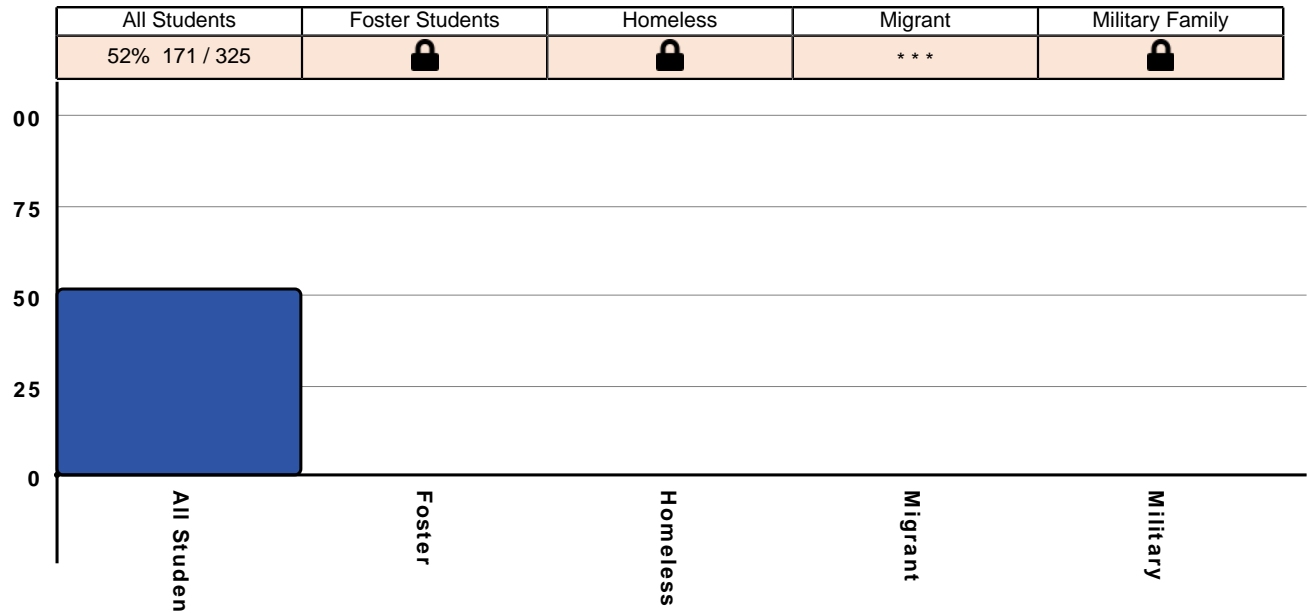 All Students Foster Students Homeless Migrant Military Family
52% 171 / 325 * * *
00
75
50
25
0
All Studen
Foster
Homeless
Migrant
Military